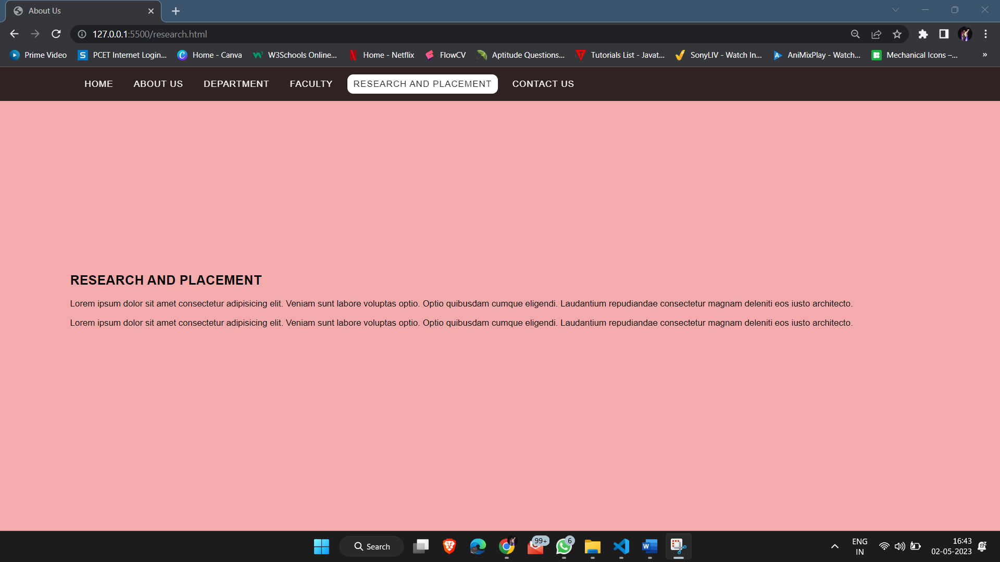 About Us
127.0.0.1:5500/research.html
Prime Video PCET Internet Login... Home - Canva W3Schools Online... Home - Netflix FlowCV Aptitude Questions... Tutorials List - Javat... SonyLIV - Watch In... AniMixPlay - Watch... Mechanical Icons –... »
HOME ABOUT US DEPARTMENT FACULTY RESEARCH AND PLACEMENT CONTACT US
RESEARCH AND PLACEMENT
Lorem ipsum dolor sit amet consectetur adipisicing elit. Veniam sunt labore voluptas optio. Optio quibusdam cumque eligendi. Laudantium repudiandae consectetur magnam deleniti eos iusto architecto.
Lorem ipsum dolor sit amet consectetur adipisicing elit. Veniam sunt labore voluptas optio. Optio quibusdam cumque eligendi. Laudantium repudiandae consectetur magnam deleniti eos iusto architecto.
Search 99+ 6 ENG 16:43
IN 02-05-2023